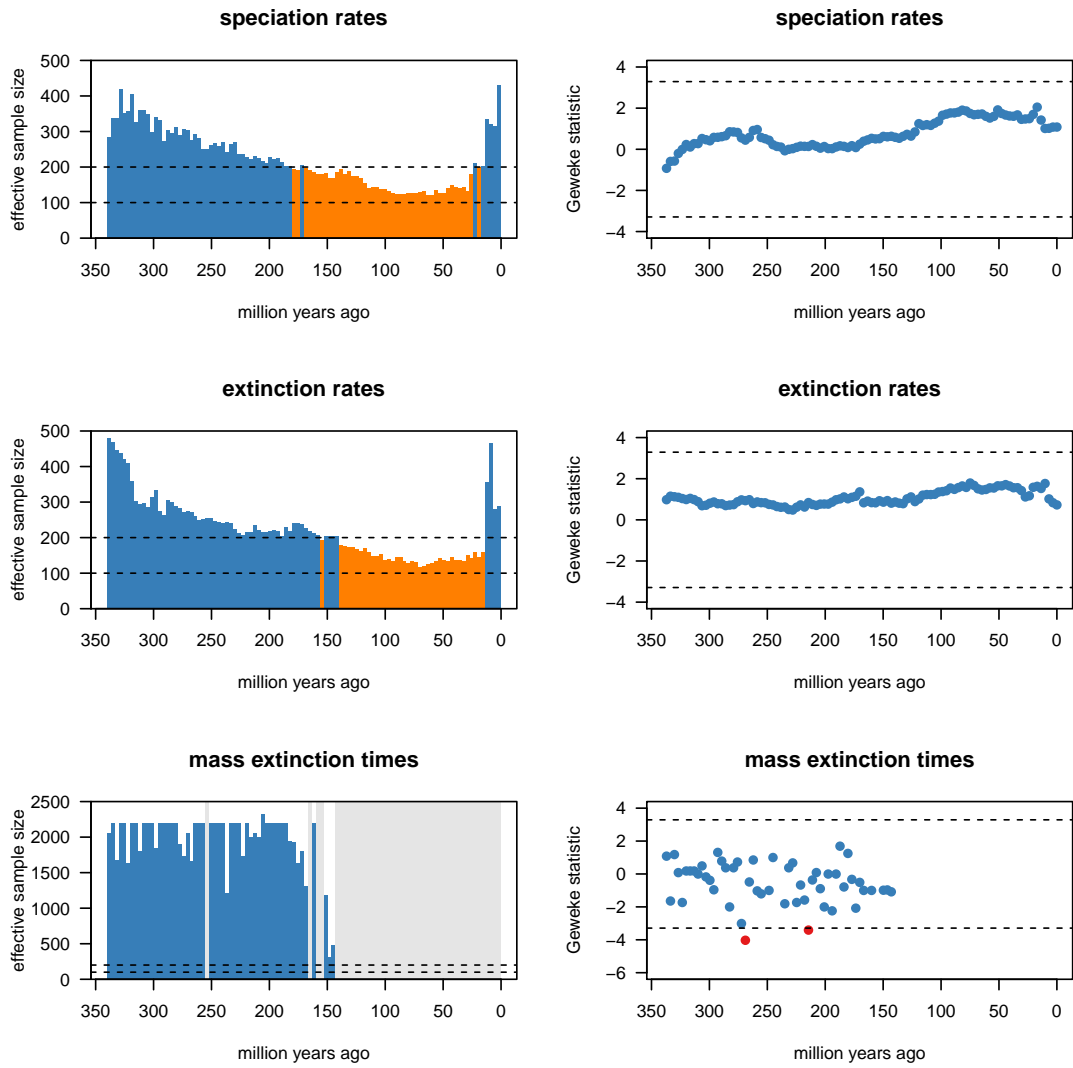 speciation rates
effective sample size
500
400
300
200
100
0
350 300 250 200 150 100 50 0
million years ago
speciation rates
Geweke statistic
4
2
0
−2
−4
350 300 250 200 150 100 50 0
million years ago
extinction rates
effective sample size
500
400
300
200
100
0
350 300 250 200 150 100 50 0
million years ago
extinction rates
Geweke statistic
4
2
0
−2
−4
350 300 250 200 150 100 50 0
million years ago
mass extinction times
effective sample size
2500
2000
1500
1000
500
0
350 300 250 200 150 100 50 0
million years ago
mass extinction times
Geweke statistic
4
2
0
−2
−4
−6
350 300 250 200 150 100 50 0
million years ago